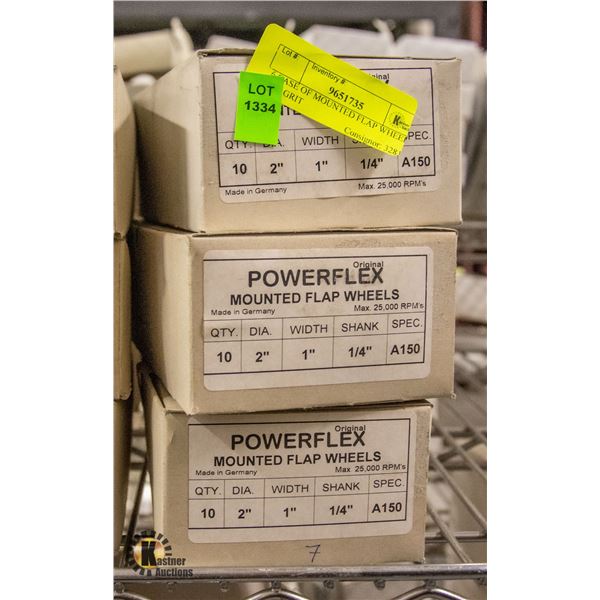 Lot #
Inventory #
9651735
CASE OF MOUNTED FLAP WHEEL
GRIT
Consignor: 328
LOT
1334
Original
QTY. DIA. WIDTH SHANK SPEC.
10 2" 1" 1/4" A150
Made in Germany Max. 25,000 RPM's
Original
POWERFLEX
MOUNTED FLAP WHEELS
Made in Germany Max. 25,000 RPM's
QTY. DIA. WIDTH SHANK SPEC.
10 2" 1" 1/4" A150
Original
POWERFLEX
MOUNTED FLAP WHEELS
Made in Germany Max 25,000 RPM's
QTY. DIA. WIDTH SHANK SPEC.
10 2" 1" 1/4" A150
7
Kastner
Auctions